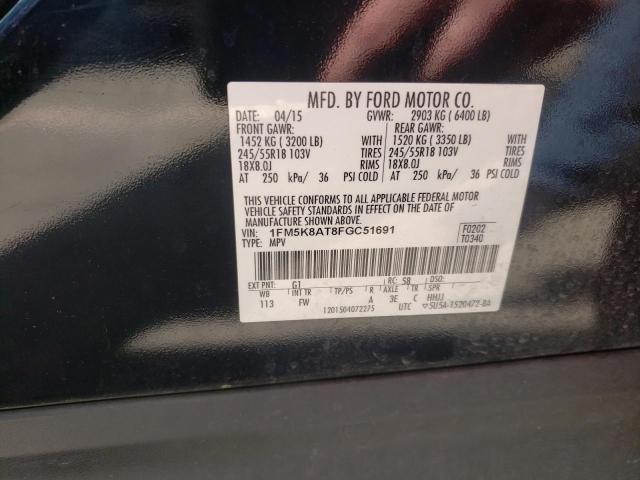 MFD. BY FORD MOTOR CO.
DATE: 04/15 GVWR: 2903 KG ( 6400 LB)
FRONT GAWR: REAR GAWR:
1452 KG ( 3200 LB) WITH 1520 KG ( 3350 LB) WITH
245/55R18 103V TIRES 245/55R18 103V TIRES
18X8.0J RIMS 18X8.0J RIMS
AT 250 kPa/ 36 PSI COLD AT 250 kPa/ 36 PSI COLD
THIS VEHICLE CONFORMS TO ALL APPLICABLE FEDERAL MOTOR
VEHICLE SAFETY STANDARDS IN EFFECT ON THE DATE OF
MANUFACTURE SHOWN ABOVE.
VIN: 1FM5K8AT8FGC51691 F0202
TYPE: MPV T0340
EXT PNT: G1 RC: 58 DSO:
WB INT TR TP/PS R AXLE TR SPR
113 FW A 3E C HHJJ
1201504072275 UTC 5U5A-1520472-BA